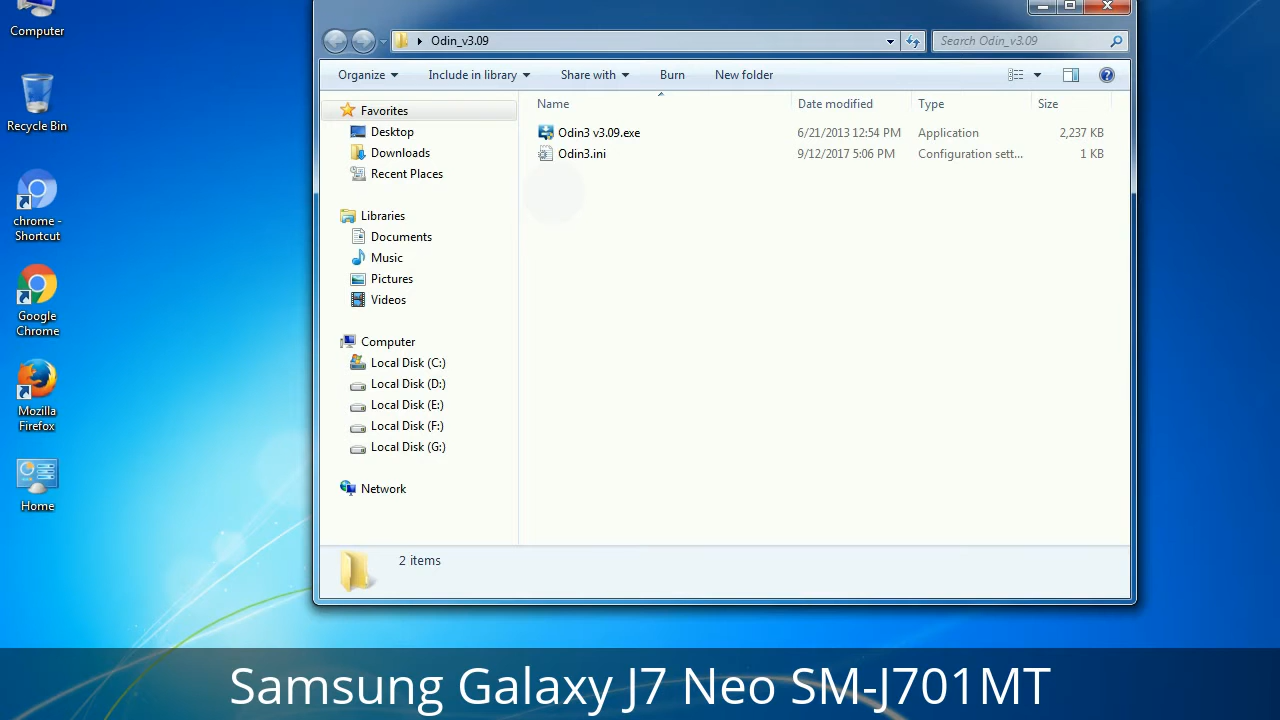 Computer
Recycle Bin
chrome -
Shortcut
Google
Chrome
Mozilla
Firefox
Home
Odin_v3.09
Search Odin_v3.09
Organize
Include in library
Share with
Burn
New folder
Name
Date modified
Type
Size
Odin3 v3.09.exe
6/21/2013 12:54 PM
Application
2,237 KB
Odin3.ini
9/12/2017 5:06 PM
Configuration sett...
1 KB
Favorites
Desktop
Downloads
Recent Places
Libraries
Documents
Music
Pictures
Videos
Computer
Local Disk (C:)
Local Disk (D:)
Local Disk (E:)
Local Disk (F:)
Local Disk (G:)
Network
2 items
Samsung Galaxy J7 Neo SM-J701MT